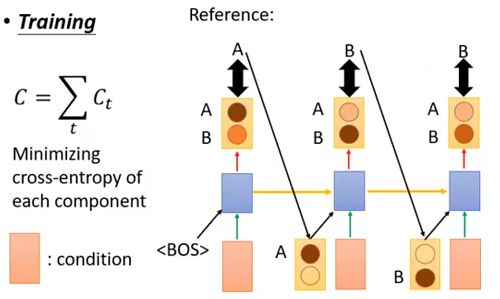 • Training
Reference:
A B B
C = ∑ C_t
t
A A A
B B B
Minimizing
cross-entropy of
each component
: condition
<BOS>
A
B